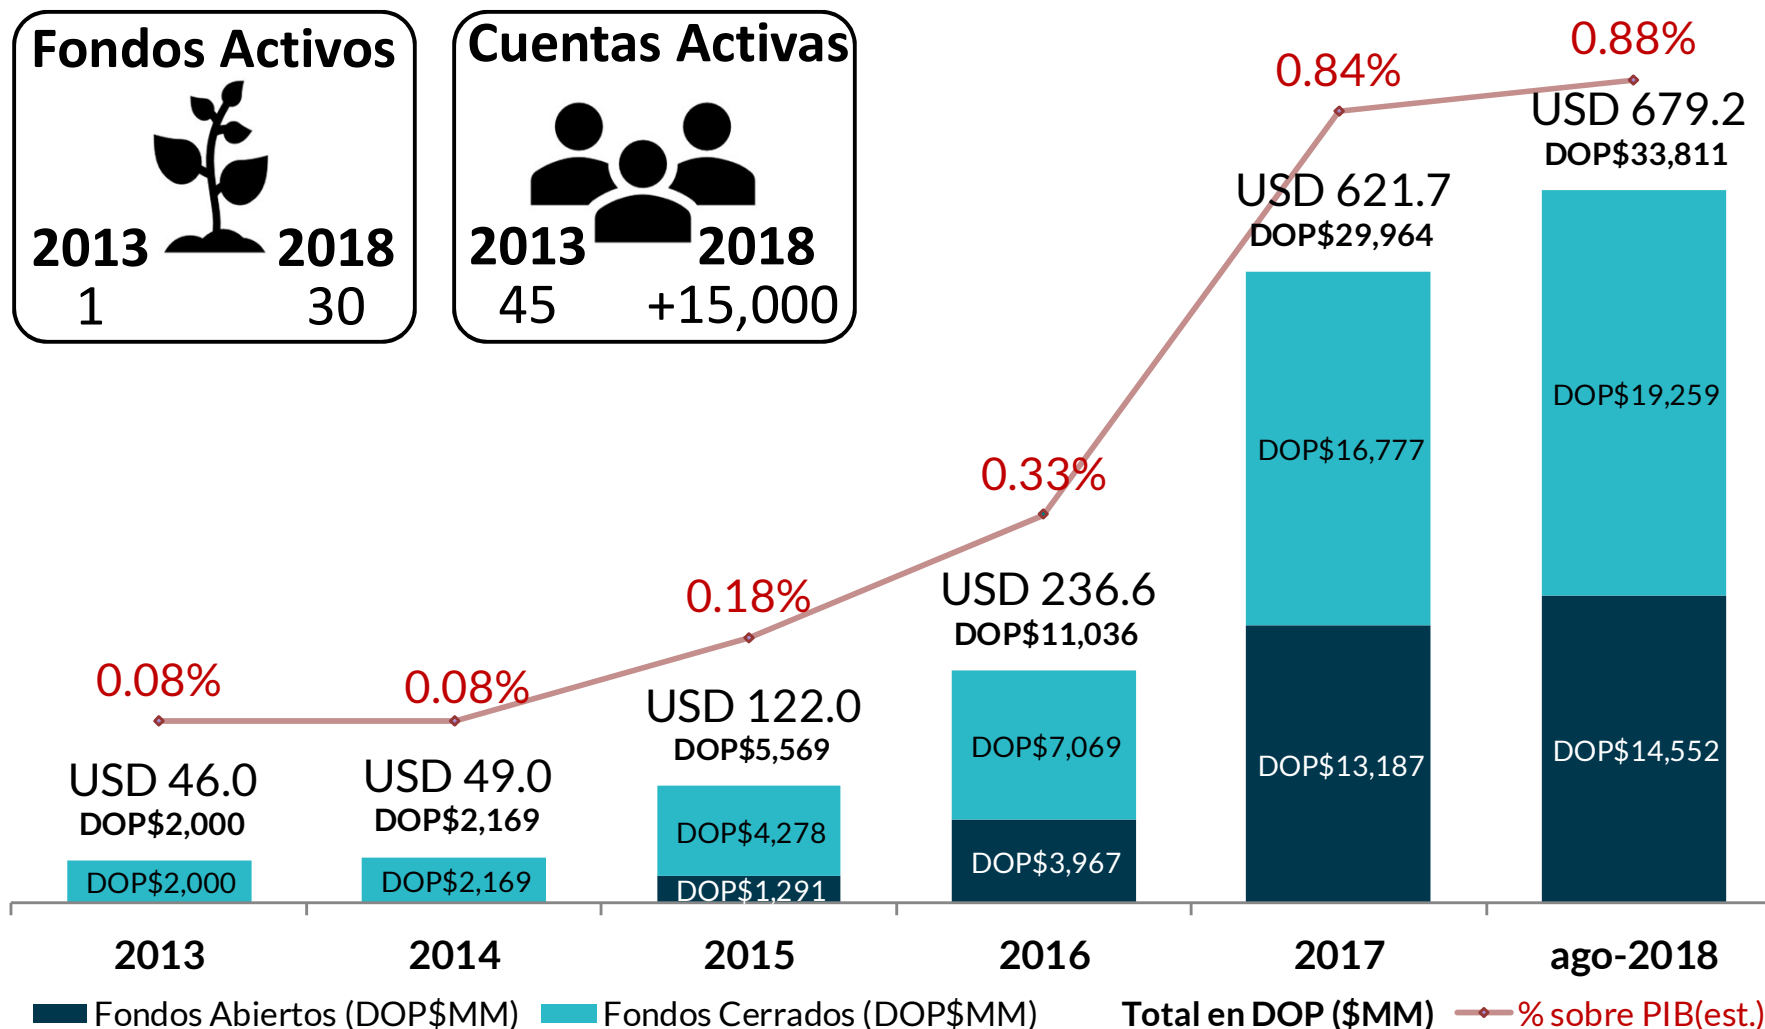 Fondos Activos
2013 2018
1 30
Cuentas Activas
2013 2018
45 +15,000
0.08%
USD 46.0
DOP$2,000
DOP$2,000
0.08%
USD 49.0
DOP$2,169
DOP$2,169
0.18%
USD 122.0
DOP$5,569
DOP$4,278
DOP$1,291
0.33%
USD 236.6
DOP$11,036
DOP$7,069
DOP$3,967
0.84%
USD 621.7
DOP$29,964
DOP$16,777
DOP$13,187
0.88%
USD 679.2
DOP$33,811
DOP$19,259
DOP$14,552
2013 2014 2015 2016 2017 ago-2018
Fondos Abiertos (DOP$MM) Fondos Cerrados (DOP$MM) Total en DOP ($MM) % sobre PIB(est.)